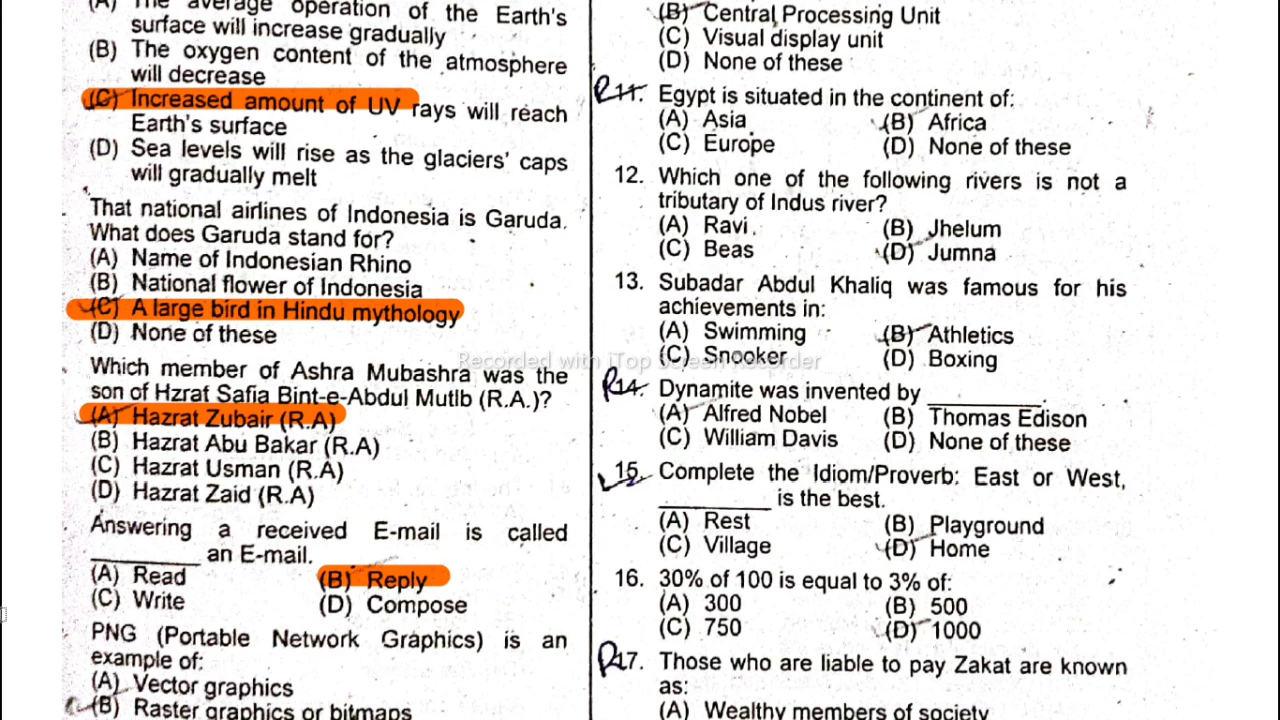 (A) The average operation of the Earth's
surface will increase gradually
(B) The oxygen content of the atmosphere
will decrease
(C) Increased amount of UV rays will reach
Earth's surface
(D) Sea levels will rise as the glaciers' caps
will gradually melt
That national airlines of Indonesia is Garuda.
What does Garuda stand for?
(A) Name of Indonesian Rhino
(B) National flower of Indonesia
(C) A large bird in Hindu mythology
(D) None of these
Which member of Ashra Mubashra was the
son of Hzrat Safia Bint-e-Abdul Mutlb (R.A.)?
(A) Hazrat Zubair (R.A)
(B) Hazrat Abu Bakar (R.A)
(C) Hazrat Usman (R.A)
(D) Hazrat Zaid (R.A)
Answering a received E-mail is called
__________ an E-mail.
(A) Read (B) Reply
(C) Write (D) Compose
PNG (Portable Network Graphics) is an
example of:
(A) Vector graphics
(B) Raster graphics or bitmaps
(B) Central Processing Unit
(C) Visual display unit
(D) None of these
R11. Egypt is situated in the continent of:
(A) Asia (B) Africa
(C) Europe (D) None of these
12. Which one of the following rivers is not a
tributary of Indus river?
(A) Ravi (B) Jhelum
(C) Beas (D) Jumna
13. Subadar Abdul Khaliq was famous for his
achievements in:
(A) Swimming (B) Athletics
(C) Snooker (D) Boxing
R14. Dynamite was invented by __________.
(A) Alfred Nobel (B) Thomas Edison
(C) William Davis (D) None of these
15. Complete the Idiom/Proverb: East or West,
__________ is the best.
(A) Rest (B) Playground
(C) Village (D) Home
16. 30% of 100 is equal to 3% of:
(A) 300 (B) 500
(C) 750 (D) 1000
R17. Those who are liable to pay Zakat are known
as:
(A) Wealthy members of society
Recorded with iTop Screen Recorder